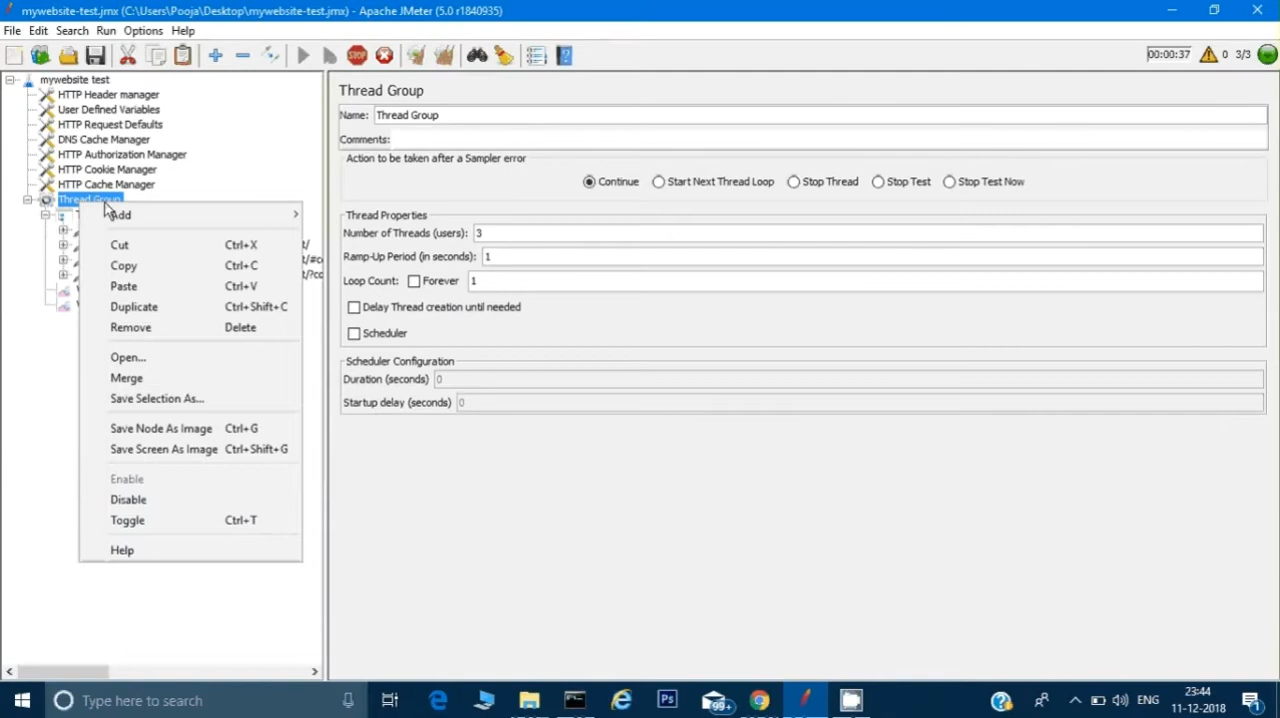 mywebsite-test.jmx (C:\Users\Pooja\Desktop\mywebsite-test.jmx) - Apache JMeter (5.0 r1840935)
File Edit Search Run Options Help
STOP 00:00:37 0 3/3
mywebsite test
HTTP Header manager
User Defined Variables
HTTP Request Defaults
DNS Cache Manager
HTTP Authorization Manager
HTTP Cookie Manager
HTTP Cache Manager
Thread Group
Add
Cut Ctrl+X
Copy Ctrl+C
Paste Ctrl+V
Duplicate Ctrl+Shift+C
Remove Delete
Open...
Merge
Save Selection As...
Save Node As Image Ctrl+G
Save Screen As Image Ctrl+Shift+G
Enable
Disable
Toggle Ctrl+T
Help
/
/#co
/?co
Thread Group
Name: Thread Group
Comments:
Action to be taken after a Sampler error
Continue Start Next Thread Loop Stop Thread Stop Test Stop Test Now
Thread Properties
Number of Threads (users): 3
Ramp-Up Period (in seconds): 1
Loop Count: Forever 1
Delay Thread creation until needed
Scheduler
Scheduler Configuration
Duration (seconds) 0
Startup delay (seconds) 0
Type here to search
Ps
99+
ENG
23:44
11-12-2018
1